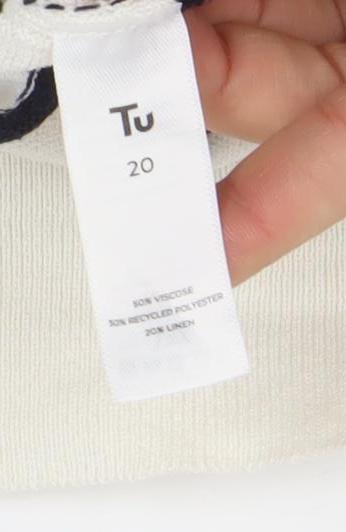 Tu
20
50% VISCOSE
30% RECYCLED POLYESTER
20% LINEN